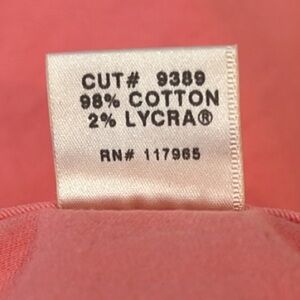 CUT# 9389
98% COTTON
2% LYCRA®
RN# 117965